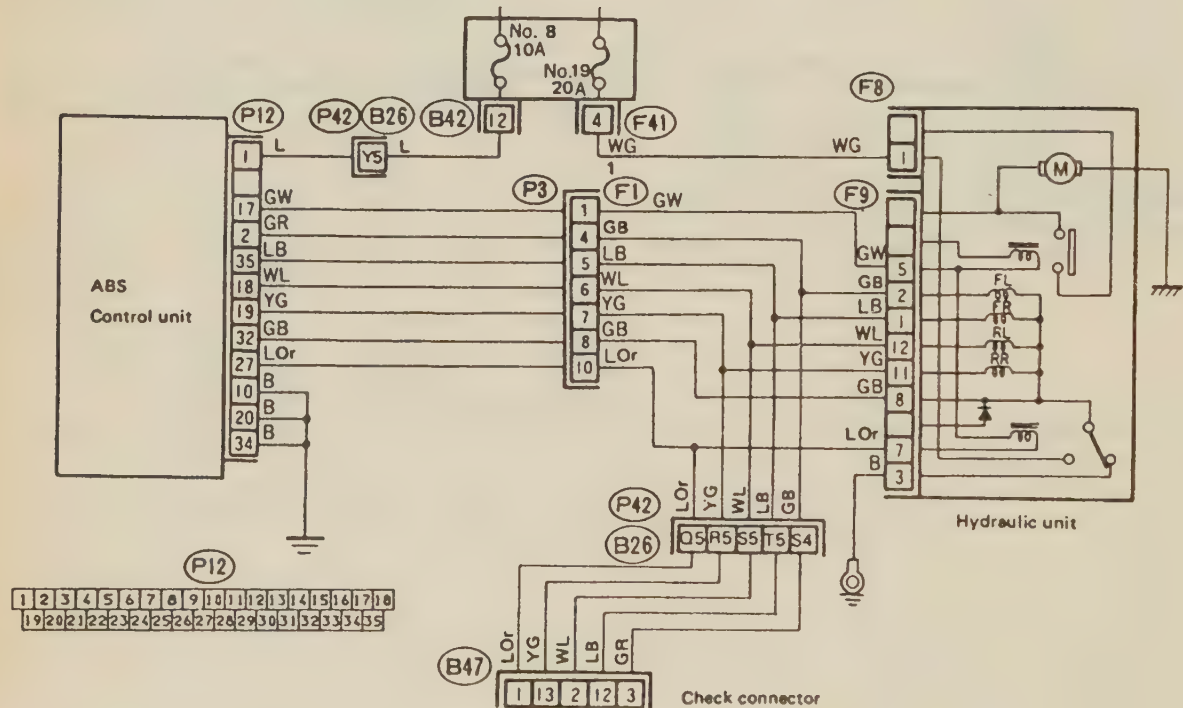 No. 8
10A
No.19
20A
P12
P42
B26
B42
12
4
F41
F8
1
L
Y5
L
WG
WG
1
1
P3
F1
M
17
GW
1
GW
F9
2
GR
4
GB
35
LB
5
LB
GW
5
ABS
Control unit
18
WL
6
WL
GB
2
FL
19
YG
7
YG
LB
1
FR
32
GB
8
GB
WL
12
RL
27
LOr
10
LOr
YG
11
RR
10
B
GB
8
20
B
34
B
LOr
7
B
3
Hydraulic unit
LOr
YG
WL
LB
GB
P42
B26
Q5
R5
S5
T5
S4
P12
1 2 3 4 5 6 7 8 9 10 11 12 13 14 15 16 17 18
19 20 21 22 23 24 25 26 27 28 29 30 31 32 33 34 35
LOr
YG
WL
LB
GR
B47
1
13
2
12
3
Check connector